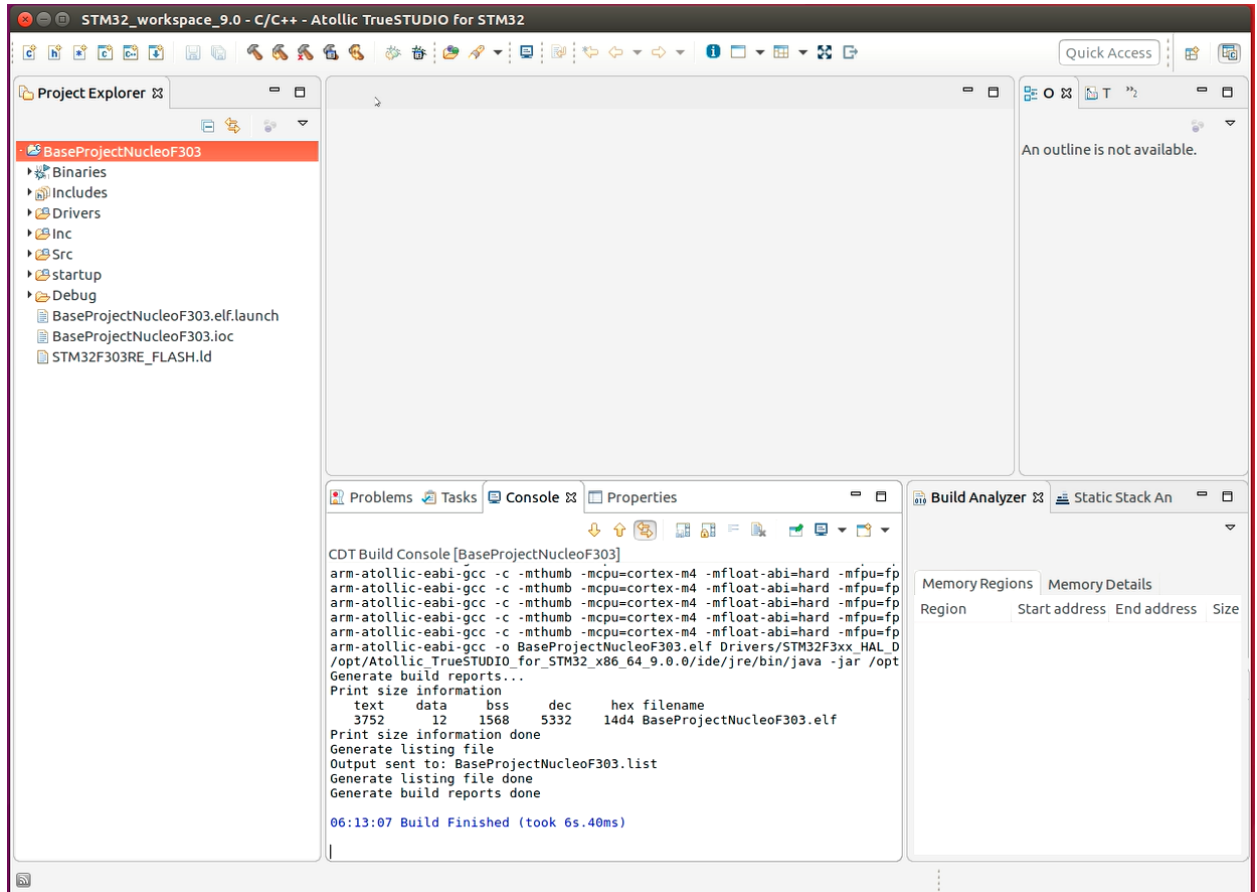 STM32_workspace_9.0 - C/C++ - Atollic TrueSTUDIO for STM32
Quick Access
Project Explorer
BaseProjectNucleoF303
Binaries
Includes
Drivers
Inc
Src
startup
Debug
BaseProjectNucleoF303.elf.launch
BaseProjectNucleoF303.ioc
STM32F303RE_FLASH.ld
O T »2
An outline is not available.
Problems Tasks Console Properties
CDT Build Console [BaseProjectNucleoF303]
arm-atollic-eabi-gcc -c -mthumb -mcpu=cortex-m4 -mfloat-abi=hard -mfpu=fp
arm-atollic-eabi-gcc -c -mthumb -mcpu=cortex-m4 -mfloat-abi=hard -mfpu=fp
arm-atollic-eabi-gcc -c -mthumb -mcpu=cortex-m4 -mfloat-abi=hard -mfpu=fp
arm-atollic-eabi-gcc -c -mthumb -mcpu=cortex-m4 -mfloat-abi=hard -mfpu=fp
arm-atollic-eabi-gcc -c -mthumb -mcpu=cortex-m4 -mfloat-abi=hard -mfpu=fp
arm-atollic-eabi-gcc -o BaseProjectNucleoF303.elf Drivers/STM32F3xx_HAL_D
/opt/Atollic_TrueSTUDIO_for_STM32_x86_64_9.0.0/ide/jre/bin/java -jar /opt
Generate build reports...
Print size information
text data bss dec hex filename
3752 12 1568 5332 14d4 BaseProjectNucleoF303.elf
Print size information done
Generate listing file
Output sent to: BaseProjectNucleoF303.list
Generate listing file done
Generate build reports done
06:13:07 Build Finished (took 6s.40ms)
Build Analyzer Static Stack An
Memory Regions Memory Details
Region Start address End address Size